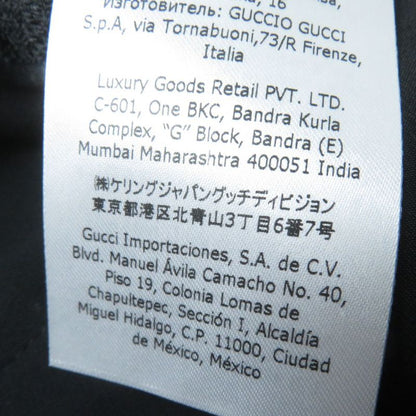 16
Изготовитель: GUCCIO GUCCI
S.p.A, via Tornabuoni,73/R Firenze,
Italia
Luxury Goods Retail PVT. LTD.
C-601, One BKC, Bandra Kurla
Complex, “G” Block, Bandra (E)
Mumbai Maharashtra 400051 India
㈱ケリングジャパングッチディビジョン
東京都港区北青山3丁目6番7号
Gucci Importaciones, S.A. de C.V.
Blvd. Manuel Ávila Camacho No. 40,
Piso 19, Colonia Lomas de
Chapultepec, Sección I, Alcaldía
Miguel Hidalgo, C.P. 11000, Ciudad
de México, México